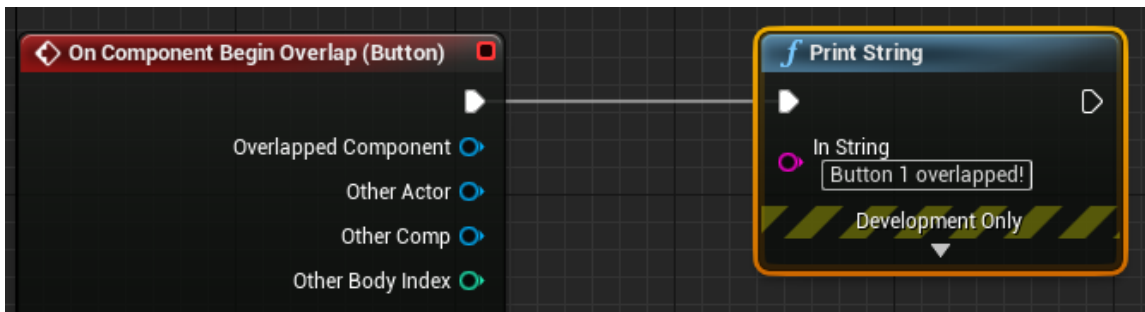 On Component Begin Overlap (Button)
Overlapped Component
Other Actor
Other Comp
Other Body Index
f Print String
In String
Button 1 overlapped!
Development Only